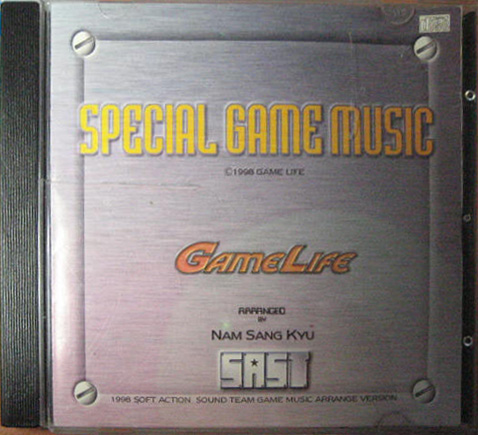 SPECIAL GAME MUSIC
©1998 GAME LIFE
GAMELIFE
ARRANGED
BY
NAM SANG KYU
SAST
1998 SOFT ACTION. SOUND TEAM GAME MUSIC ARRANGE VERSION